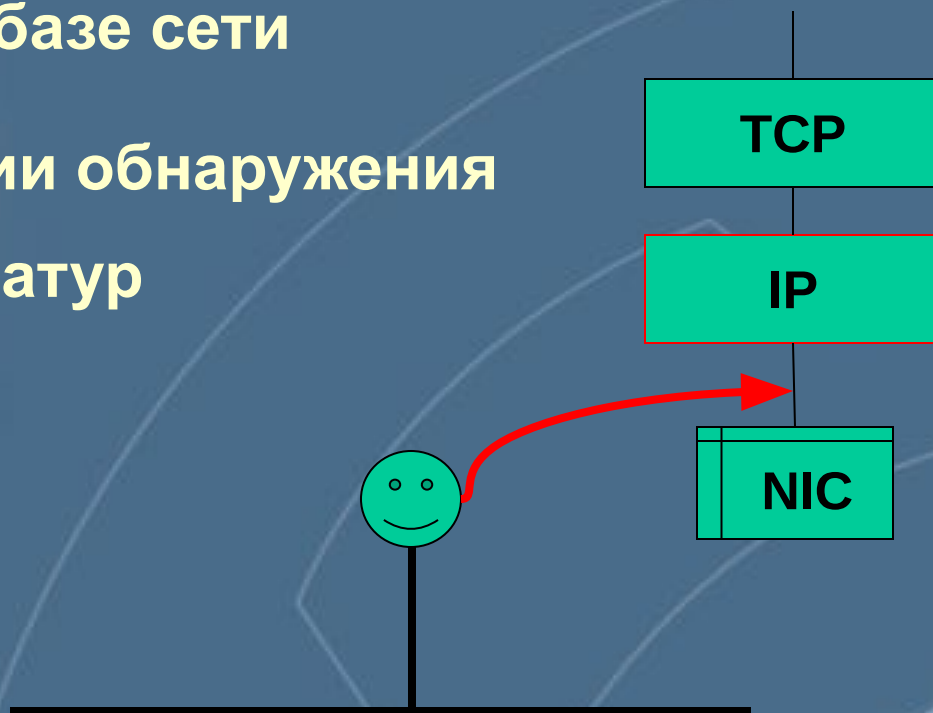 базе сети
ии обнаружения
атур
TCP
IP
NIC